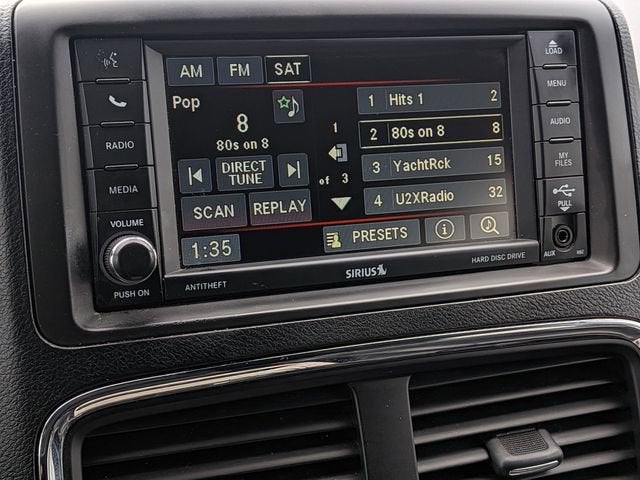 AM FM SAT
Pop
8
80s on 8
DIRECT TUNE
SCAN REPLAY
1:35
1
of 3
1 Hits 1 2
2 80s on 8 8
3 YachtRck 15
4 U2XRadio 32
PRESETS i
PHONE
RADIO
MEDIA
VOLUME
PUSH ON
ANTITHEFT
SIRIUS
HARD DISC DRIVE
LOAD
MENU
AUDIO
MY FILES
PULL
AUX
RBZ